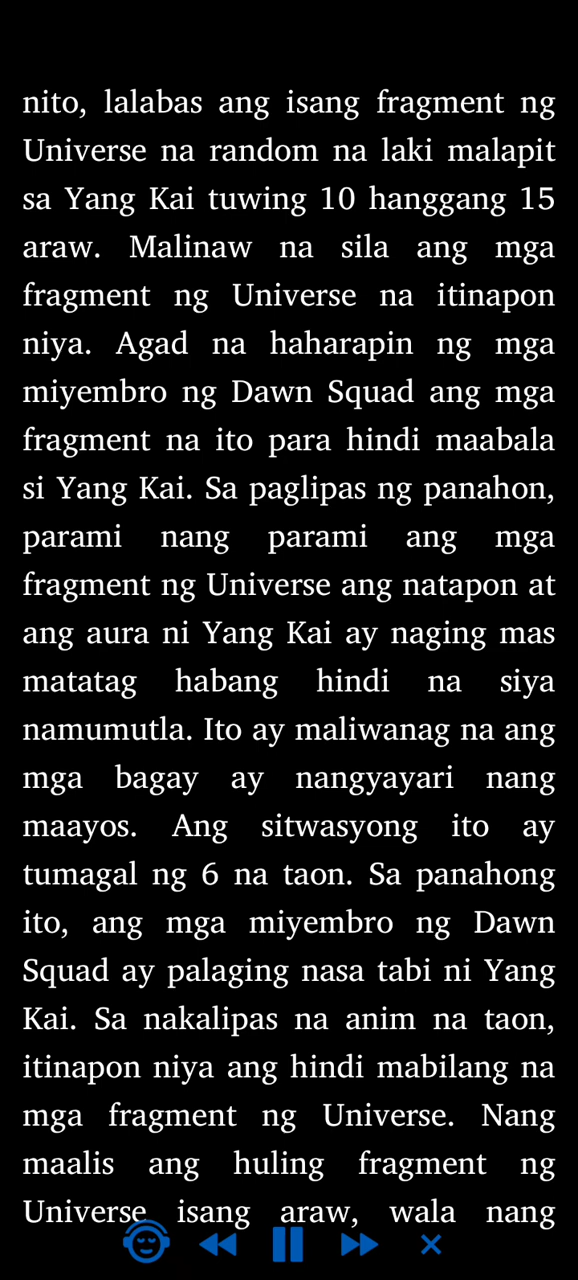 nito, lalabas ang isang fragment ng
Universe na random na laki malapit
sa Yang Kai tuwing 10 hanggang 15
araw. Malinaw na sila ang mga
fragment ng Universe na itinapon
niya. Agad na haharapin ng mga
miyembro ng Dawn Squad ang mga
fragment na ito para hindi maabala
si Yang Kai. Sa paglipas ng panahon,
parami nang parami ang mga
fragment ng Universe ang natapon at
ang aura ni Yang Kai ay naging mas
matatag habang hindi na siya
namumutla. Ito ay maliwanag na ang
mga bagay ay nangyayari nang
maayos. Ang sitwasyong ito ay
tumagal ng 6 na taon. Sa panahong
ito, ang mga miyembro ng Dawn
Squad ay palaging nasa tabi ni Yang
Kai. Sa nakalipas na anim na taon,
itinapon niya ang hindi mabilang na
mga fragment ng Universe. Nang
maalis ang huling fragment ng
Universe isang araw, wala nang